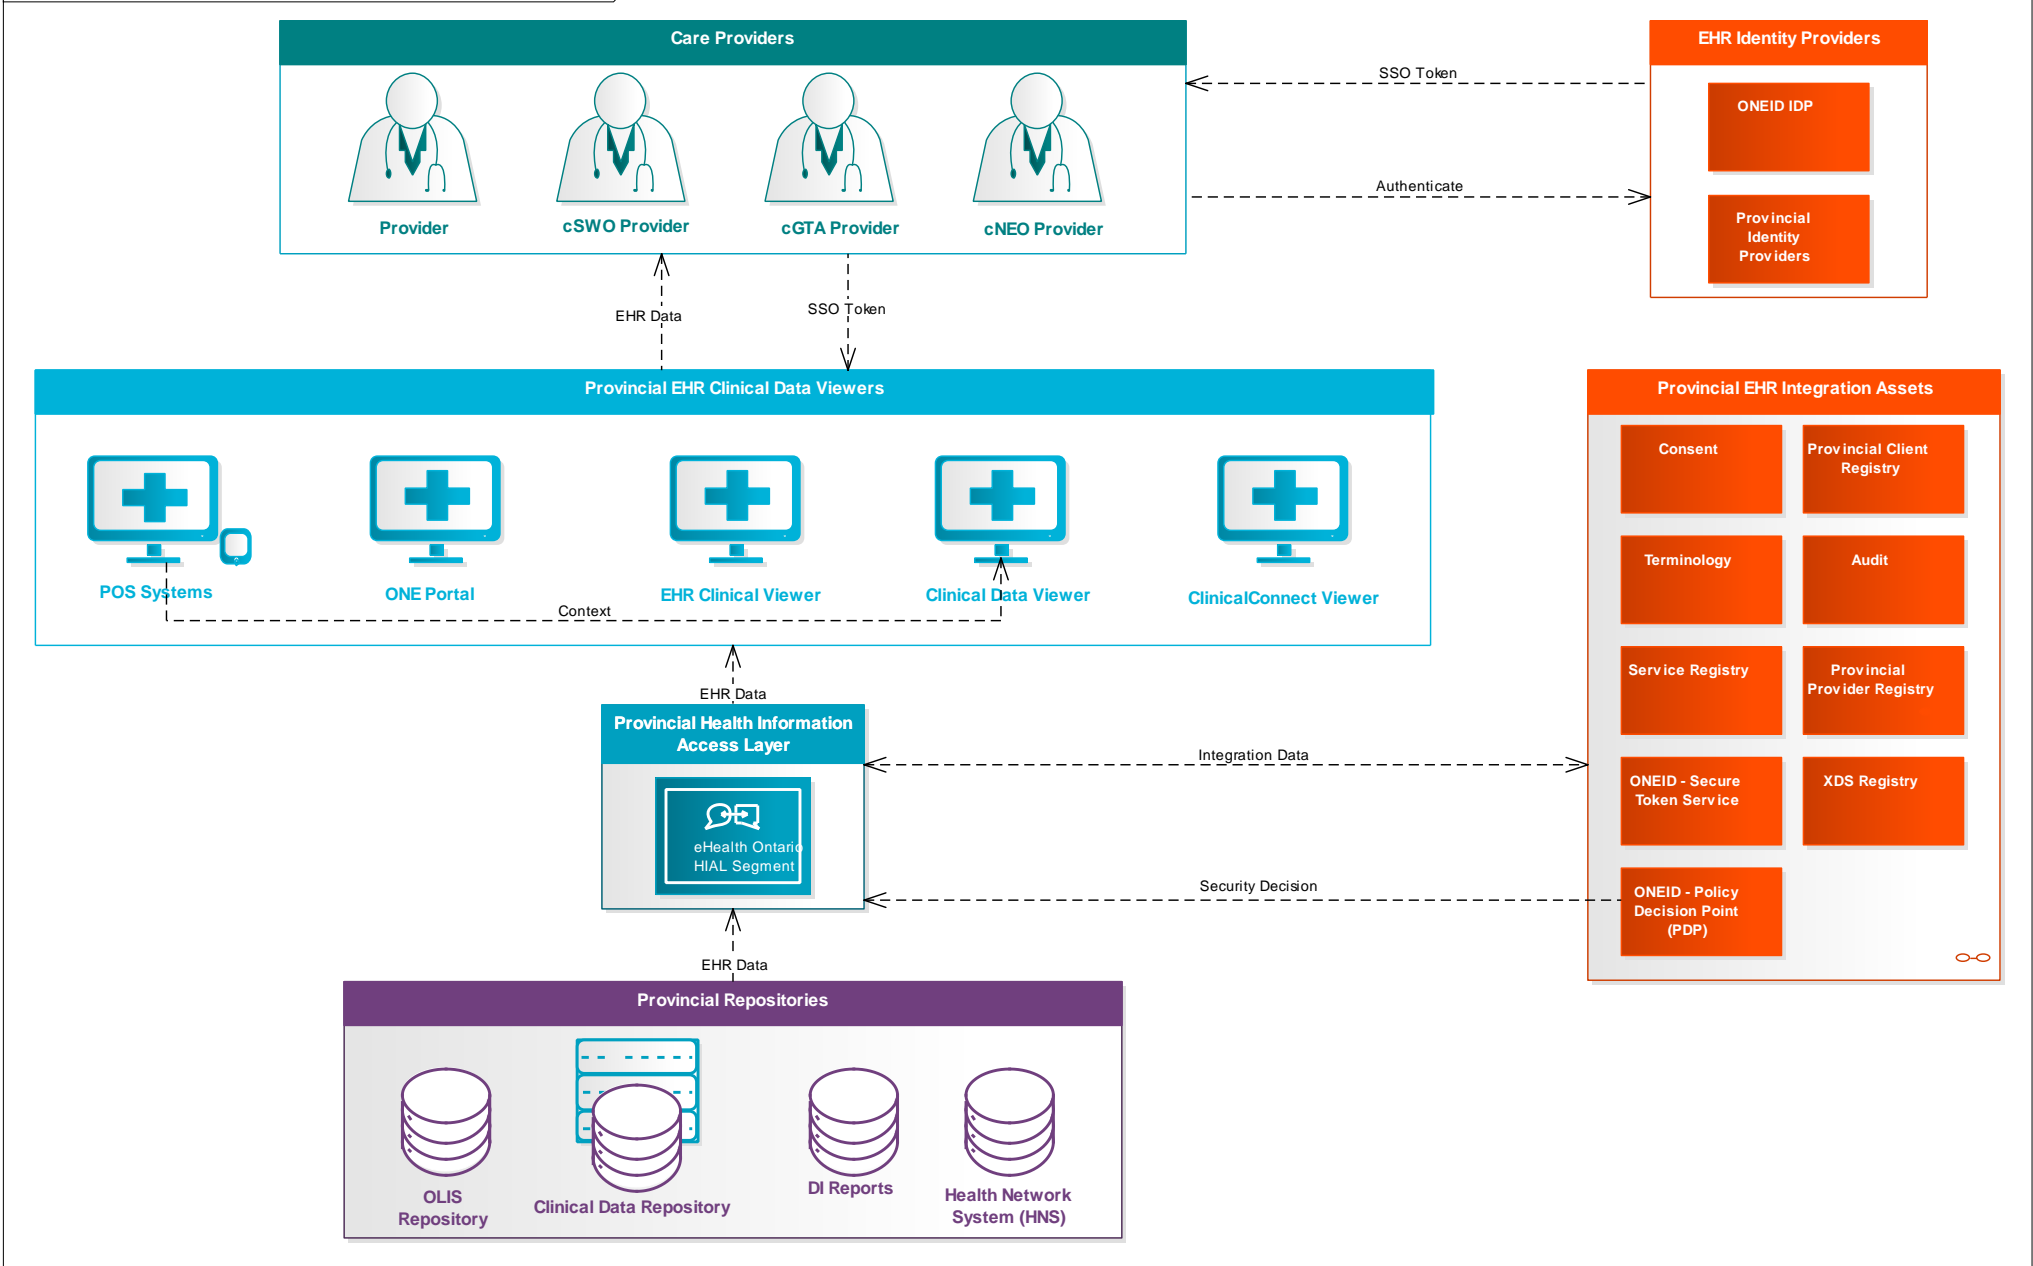 Care Providers
Provider
cSWO Provider
cGTA Provider
cNEO Provider
SSO Token
Authenticate
EHR Identity Providers
ONEID IDP
Provincial
Identity
Providers
EHR Data
SSO Token
Provincial EHR Clinical Data Viewers
POS Systems
ONE Portal
EHR Clinical Viewer
Clinical Data Viewer
ClinicalConnect Viewer
Context
EHR Data
Provincial Health Information
Access Layer
eHealth Ontario
HIAL Segment
Integration Data
Security Decision
Provincial EHR Integration Assets
Consent
Provincial Client
Registry
Terminology
Audit
Service Registry
Provincial
Provider Registry
ONEID - Secure
Token Service
XDS Registry
ONEID - Policy
Decision Point
(PDP)
EHR Data
Provincial Repositories
OLIS
Repository
Clinical Data Repository
DI Reports
Health Network
System (HNS)